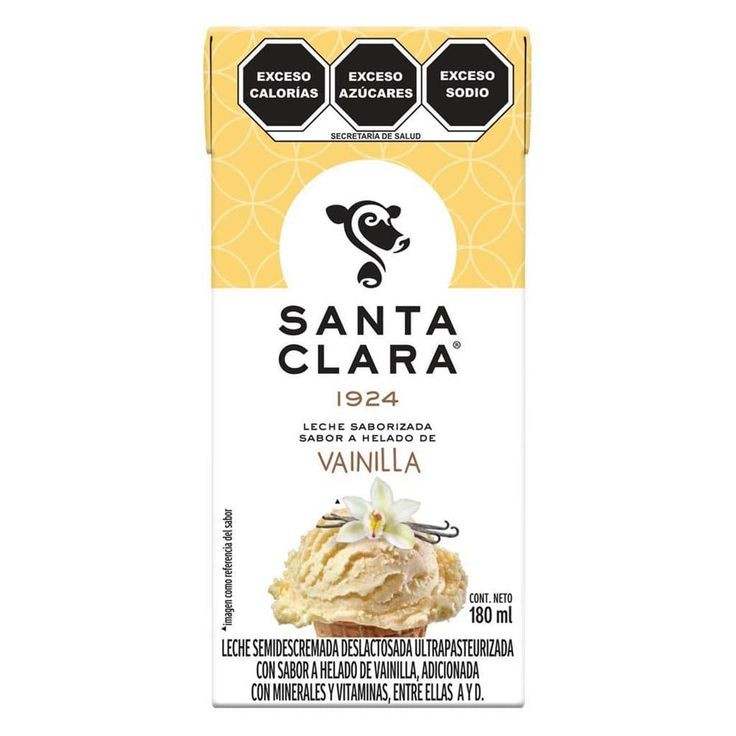 EXCESO CALORÍAS
EXCESO AZÚCARES
EXCESO SODIO
SECRETARÍA DE SALUD
SANTA
CLARA®
1924
LECHE SABORIZADA
SABOR A HELADO DE
VAINILLA
▲imagen como referencia del sabor
CONT. NETO
180 ml
LECHE SEMIDESCREMADA DESLACTOSADA ULTRAPASTEURIZADA
CON SABOR A HELADO DE VAINILLA, ADICIONADA
CON MINERALES Y VITAMINAS, ENTRE ELLAS A Y D.